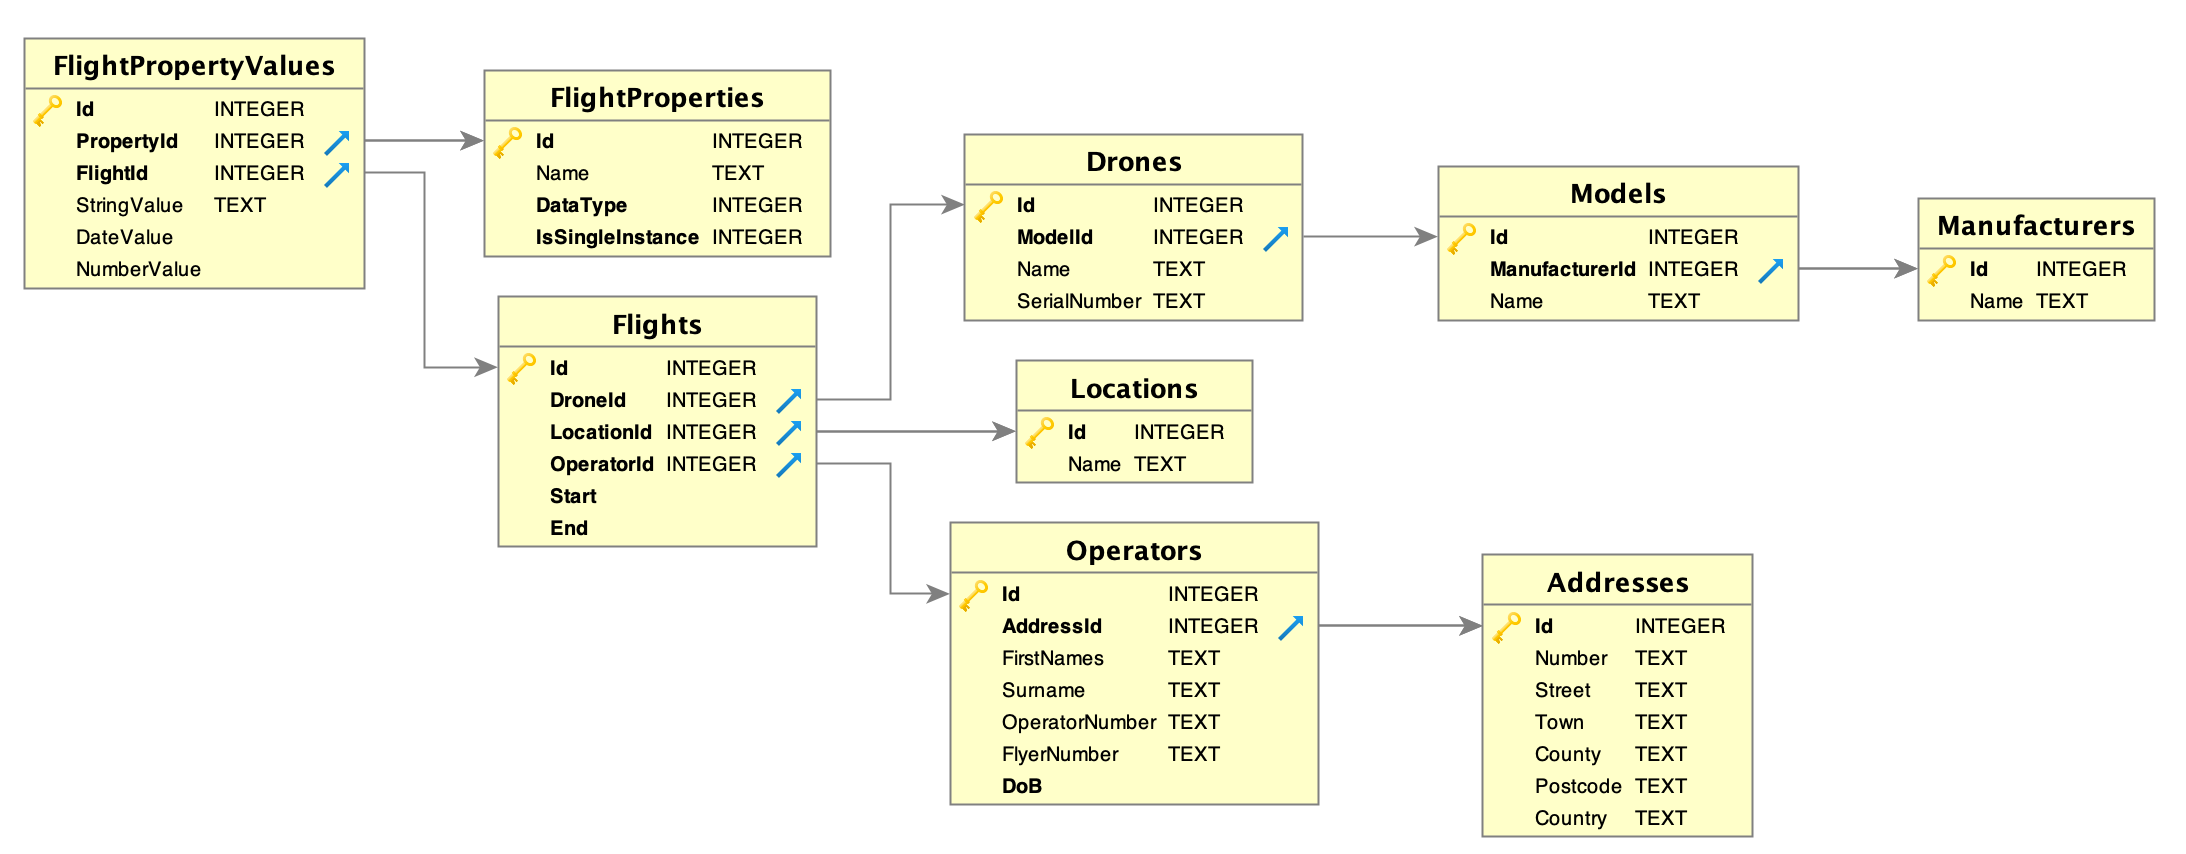 FlightPropertyValues
Id INTEGER
PropertyId INTEGER
FlightId INTEGER
StringValue TEXT
DateValue
NumberValue
FlightProperties
Id INTEGER
Name TEXT
DataType INTEGER
IsSingleInstance INTEGER
Flights
Id INTEGER
DroneId INTEGER
LocationId INTEGER
OperatorId INTEGER
Start
End
Drones
Id INTEGER
ModelId INTEGER
Name TEXT
SerialNumber TEXT
Locations
Id INTEGER
Name TEXT
Operators
Id INTEGER
AddressId INTEGER
FirstNames TEXT
Surname TEXT
OperatorNumber TEXT
FlyerNumber TEXT
DoB
Models
Id INTEGER
ManufacturerId INTEGER
Name TEXT
Addresses
Id INTEGER
Number TEXT
Street TEXT
Town TEXT
County TEXT
Postcode TEXT
Country TEXT
Manufacturers
Id INTEGER
Name TEXT